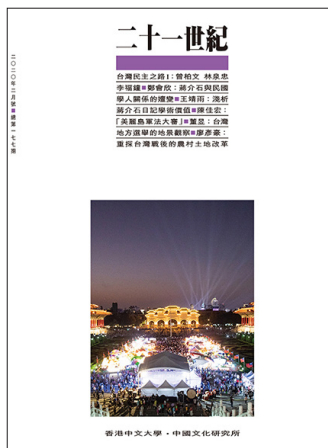 二十一世紀
二〇二〇年二月號■總第一七七期
台灣民主之路Ⅰ：曾柏文 林泉忠
李福鐘■鄭會欣：蔣介石與民國
學人關係的嬗變■王靖雨：淺析
蔣介石日記學術價值■陳佳宏：
「美麗島軍法大審」■董昱：台灣
地方選舉的地景觀察■廖彥豪：
重探台灣戰後的農村土地改革
香港中文大學·中國文化研究所